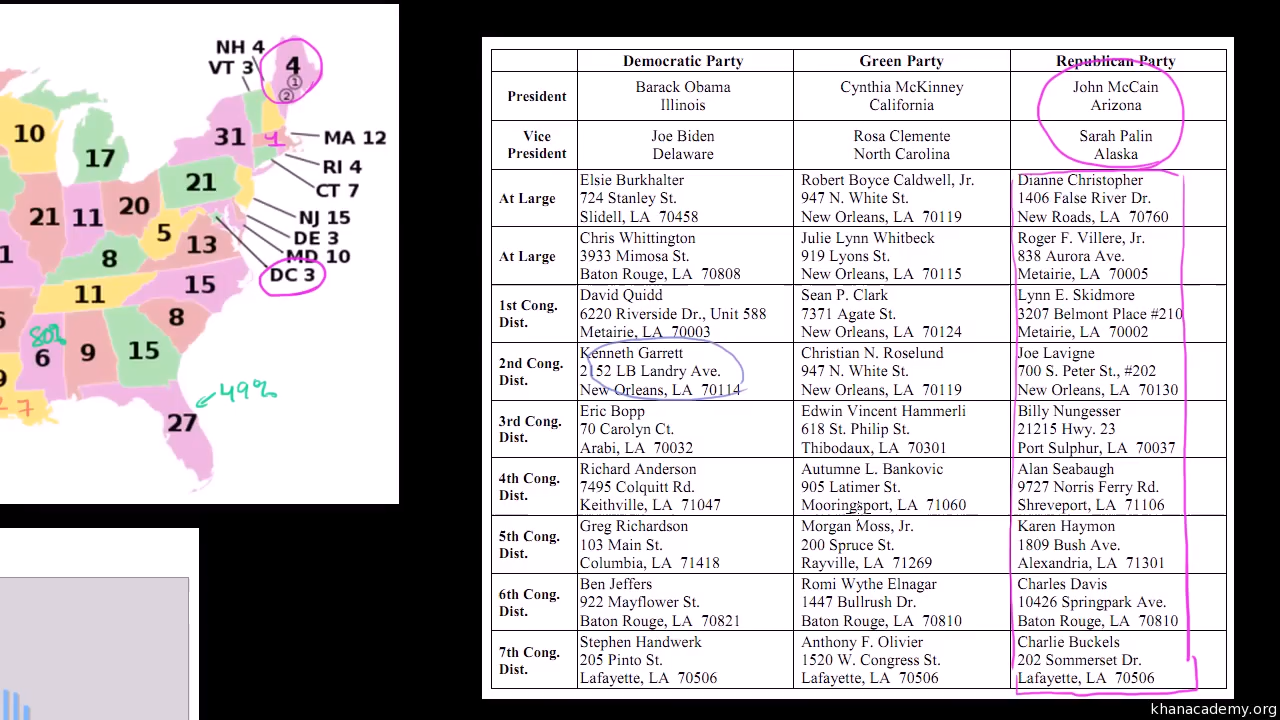 NH 4
VT 3
4
1
2
10
17
31
4
MA 12
RI 4
CT 7
21
NJ 15
DE 3
MD 10
DC 3
21
11
20
5
13
1
8
15
11
8
6
80%
6
9
15
9
7
49%
27
Democratic Party Green Party Republican Party
President
Barack Obama
Illinois
Cynthia McKinney
California
John McCain
Arizona
Vice
President
Joe Biden
Delaware
Rosa Clemente
North Carolina
Sarah Palin
Alaska
At Large
Elsie Burkhalter
724 Stanley St.
Slidell, LA 70458
Robert Boyce Caldwell, Jr.
947 N. White St.
New Orleans, LA 70119
Dianne Christopher
1406 False River Dr.
New Roads, LA 70760
At Large
Chris Whittington
3933 Mimosa St.
Baton Rouge, LA 70808
Julie Lynn Whitbeck
919 Lyons St.
New Orleans, LA 70115
Roger F. Villere, Jr.
838 Aurora Ave.
Metairie, LA 70005
1st Cong.
Dist.
David Quidd
6220 Riverside Dr., Unit 588
Metairie, LA 70003
Sean P. Clark
7371 Agate St.
New Orleans, LA 70124
Lynn E. Skidmore
3207 Belmont Place #210
Metairie, LA 70002
2nd Cong.
Dist.
Kenneth Garrett
2152 LB Landry Ave.
New Orleans, LA 70114
Christian N. Roselund
947 N. White St.
New Orleans, LA 70119
Joe Lavigne
700 S. Peter St., #202
New Orleans, LA 70130
3rd Cong.
Dist.
Eric Bopp
70 Carolyn Ct.
Arabi, LA 70032
Edwin Vincent Hammerli
618 St. Philip St.
Thibodaux, LA 70301
Billy Nungesser
21215 Hwy. 23
Port Sulphur, LA 70037
4th Cong.
Dist.
Richard Anderson
7495 Colquitt Rd.
Keithville, LA 71047
Autumne L. Bankovic
905 Latimer St.
Mooringsport, LA 71060
Alan Seabaugh
9727 Norris Ferry Rd.
Shreveport, LA 71106
5th Cong.
Dist.
Greg Richardson
103 Main St.
Columbia, LA 71418
Morgan Moss, Jr.
200 Spruce St.
Rayville, LA 71269
Karen Haymon
1809 Bush Ave.
Alexandria, LA 71301
6th Cong.
Dist.
Ben Jeffers
922 Mayflower St.
Baton Rouge, LA 70821
Romi Wythe Elnagar
1447 Bullrush Dr.
Baton Rouge, LA 70810
Charles Davis
10426 Springpark Ave.
Baton Rouge, LA 70810
7th Cong.
Dist.
Stephen Handwerk
205 Pinto St.
Lafayette, LA 70506
Anthony F. Olivier
1520 W. Congress St.
Lafayette, LA 70506
Charlie Buckels
202 Sommerset Dr.
Lafayette, LA 70506
khanacademy.org